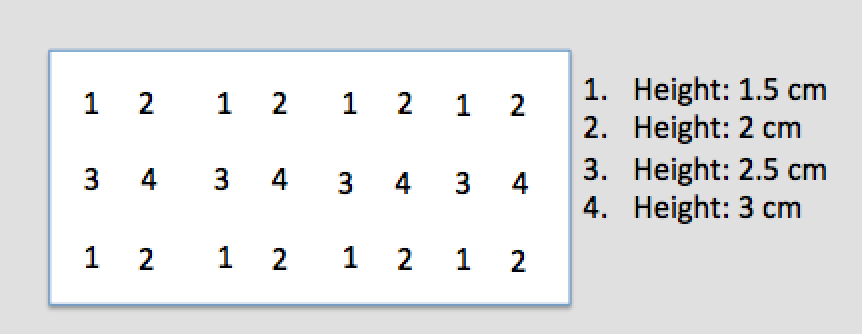 1 2 1 2 1 2 1 2
3 4 3 4 3 4 3 4
1 2 1 2 1 2 1 2
1. Height: 1.5 cm
2. Height: 2 cm
3. Height: 2.5 cm
4. Height: 3 cm